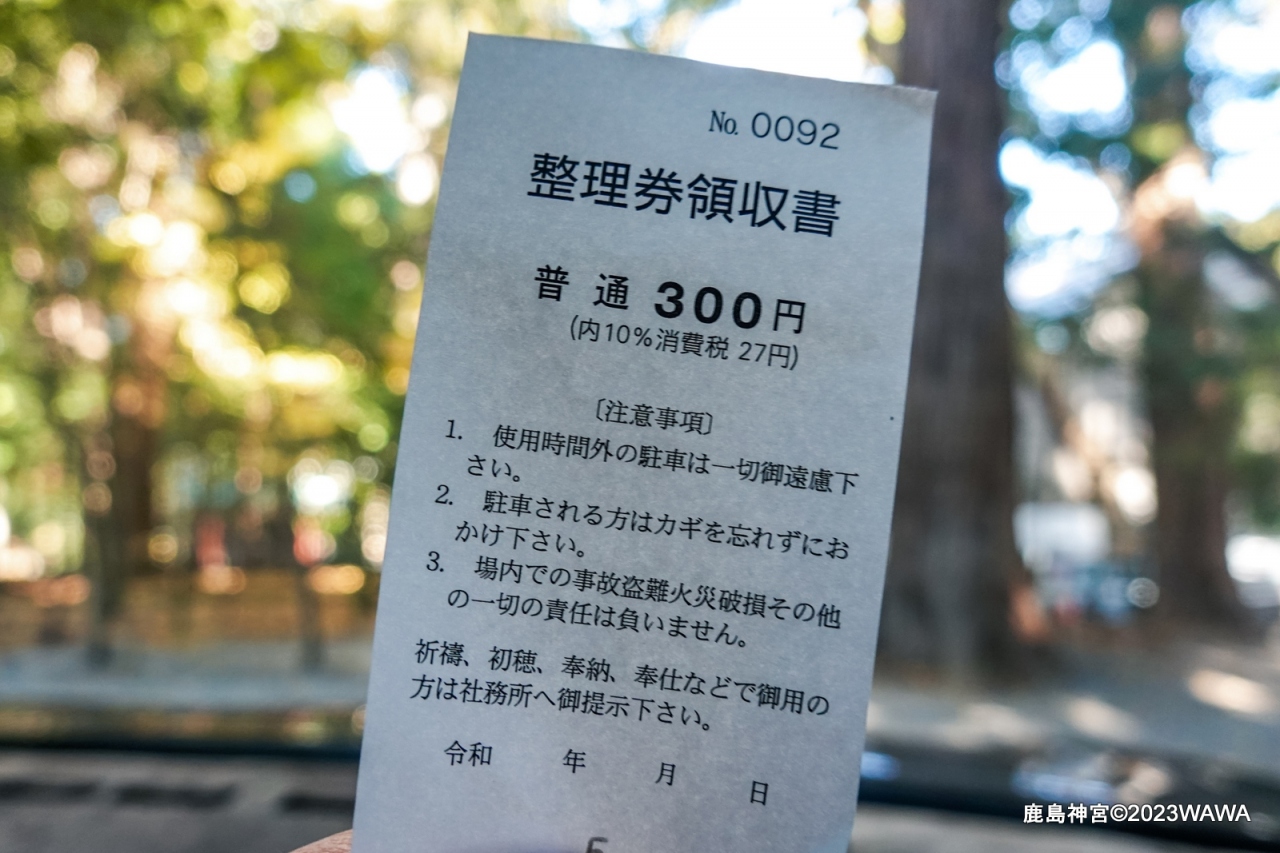 No. 0092
整理券領収書
普通 300円
(内10%消費税 27円)
〔注意事項〕
1. 使用時間外の駐車は一切御遠慮下
さい。
2. 駐車される方はカギを忘れずにお
かけ下さい。
3. 場内での事故盗難火災破損その他
の一切の責任は負いません。
祈禱、初穂、奉納、奉仕などで御用の
方は社務所へ御提示下さい。
令和 年 月 日
鹿島神宮©2023WAWA